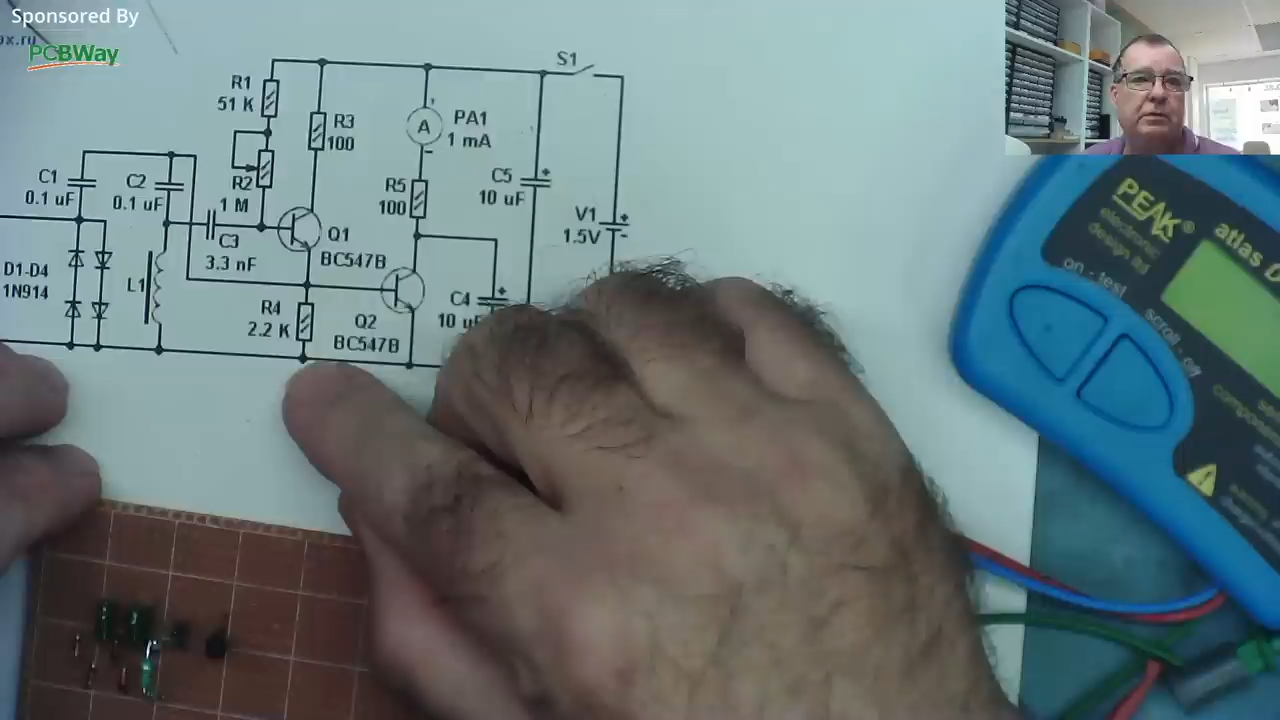 Sponsored By
PCBWay
S1
R1
51 K
R3
100
PA1
1 mA
A
C1
0.1 uF
C2
0.1 uF
R2
1 M
R5
100
C5
10 uF
V1
1.5V
C3
3.3 nF
Q1
BC547B
D1-D4
1N914
L1
R4
2.2 K
Q2
BC547B
C4
10 uF
PEAK®
electronic
design ltd
atlas
on - test
scroll - off